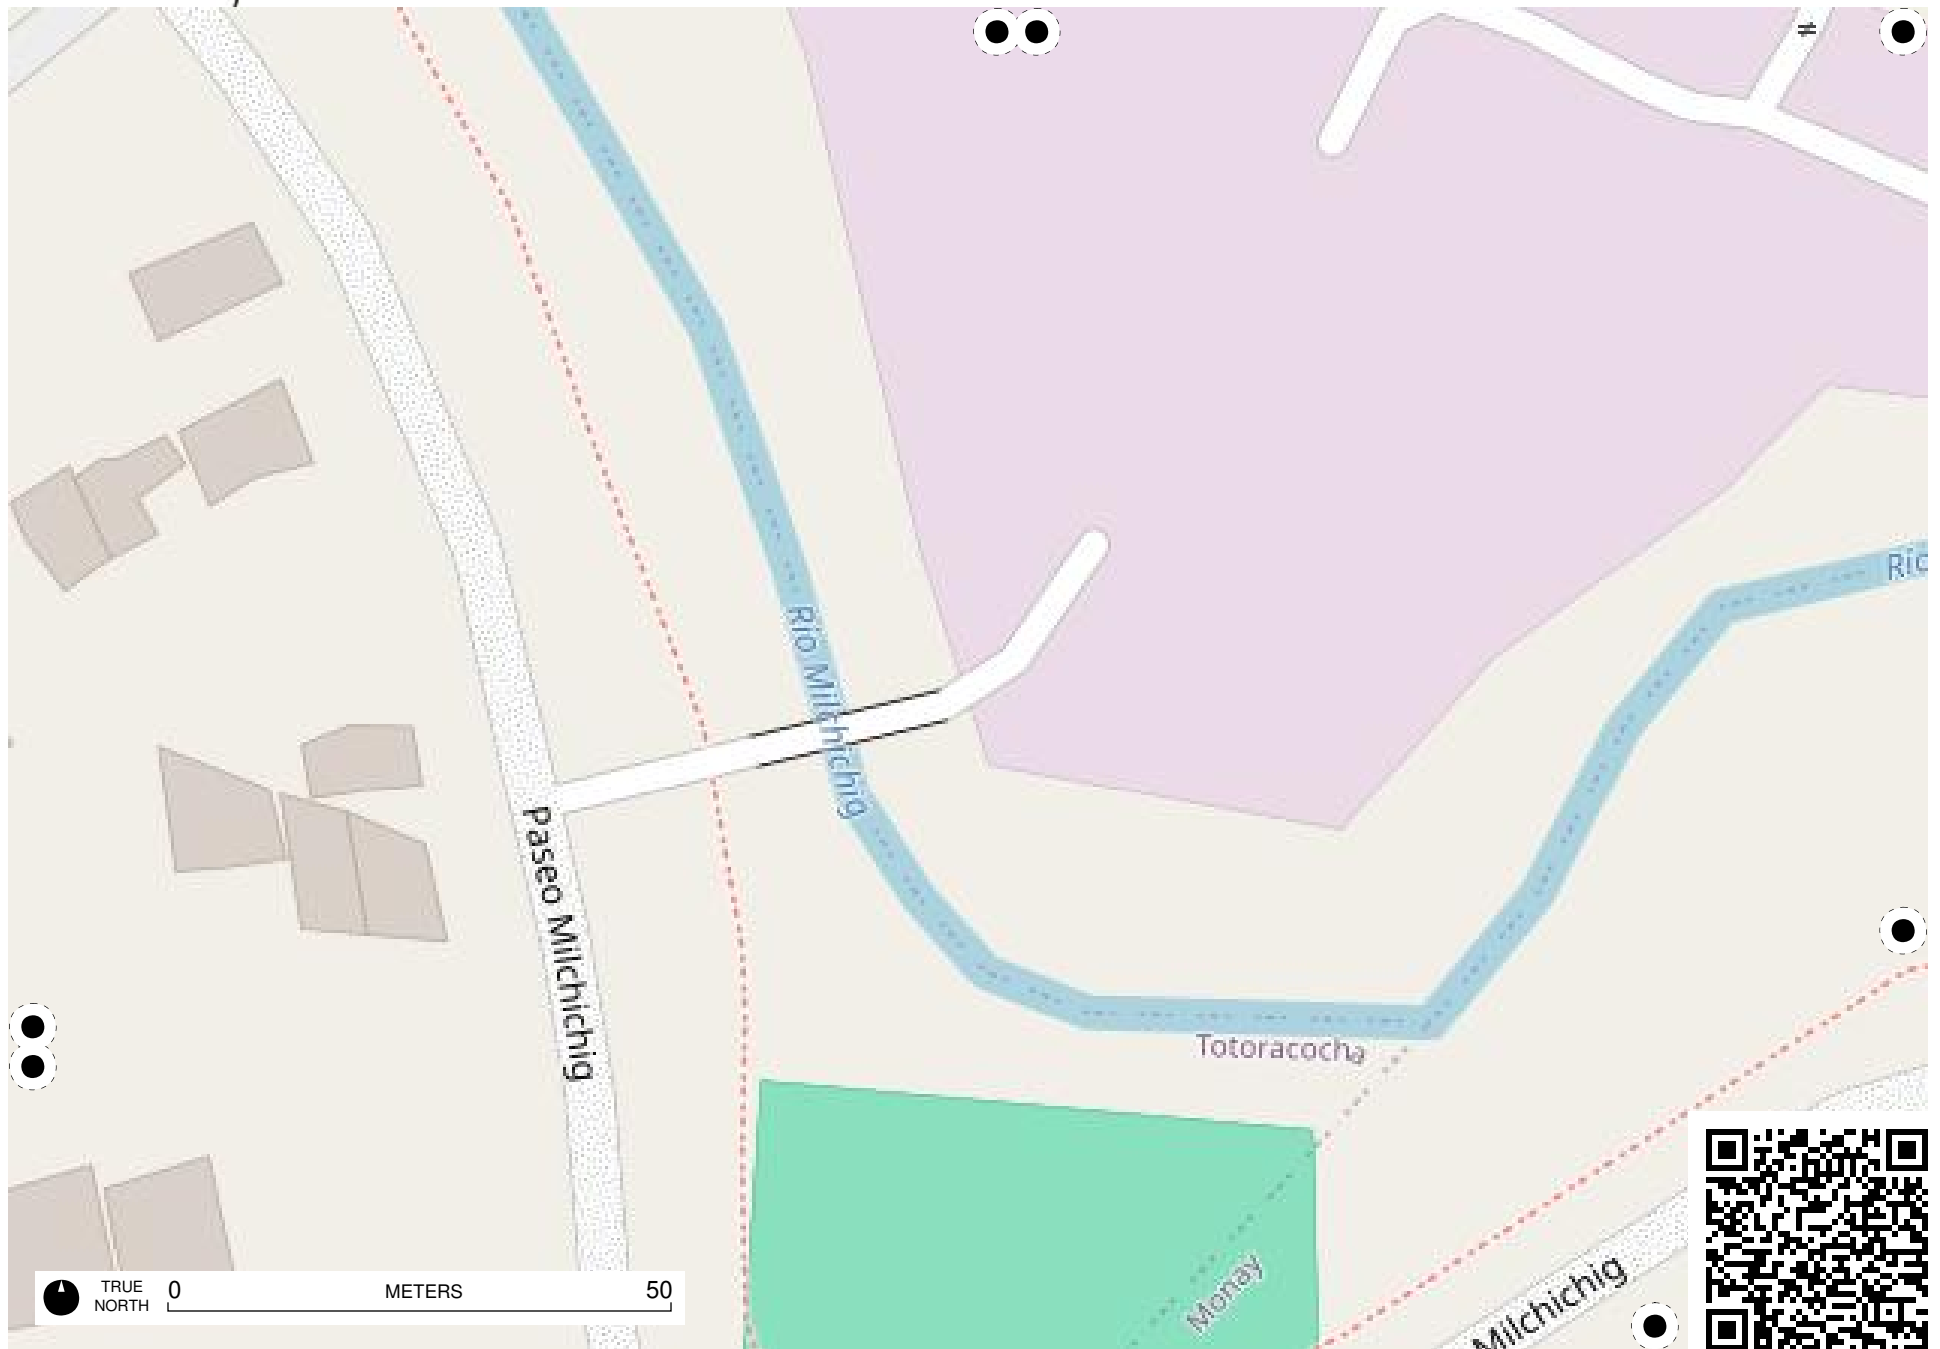 ≠
Río Milchichig
Paseo Milchichig
Totoracocha
Monay
Milchichig
TRUE
NORTH
0 METERS 50